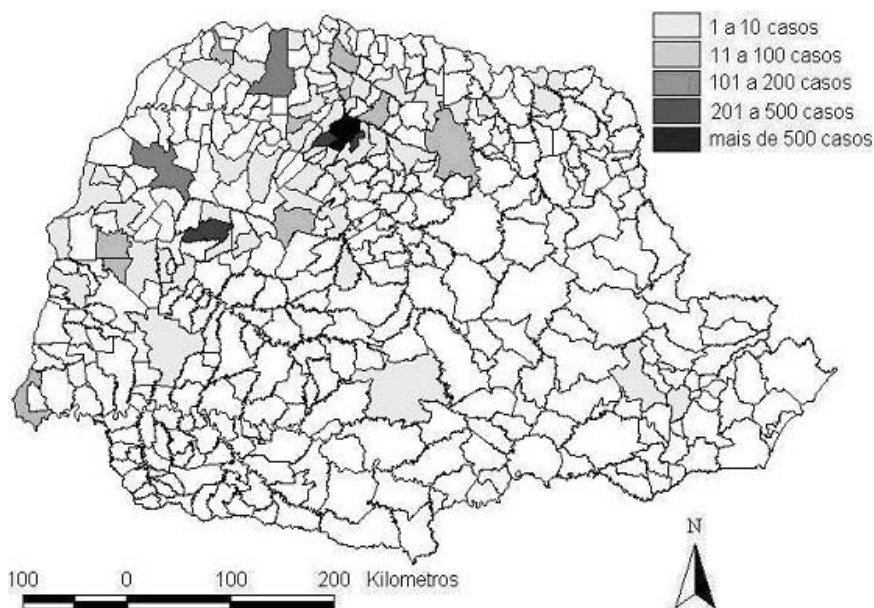 1 a 10 casos
11 a 100 casos
101 a 200 casos
201 a 500 casos
mais de 500 casos
N
100 0 100 200 Kilometros